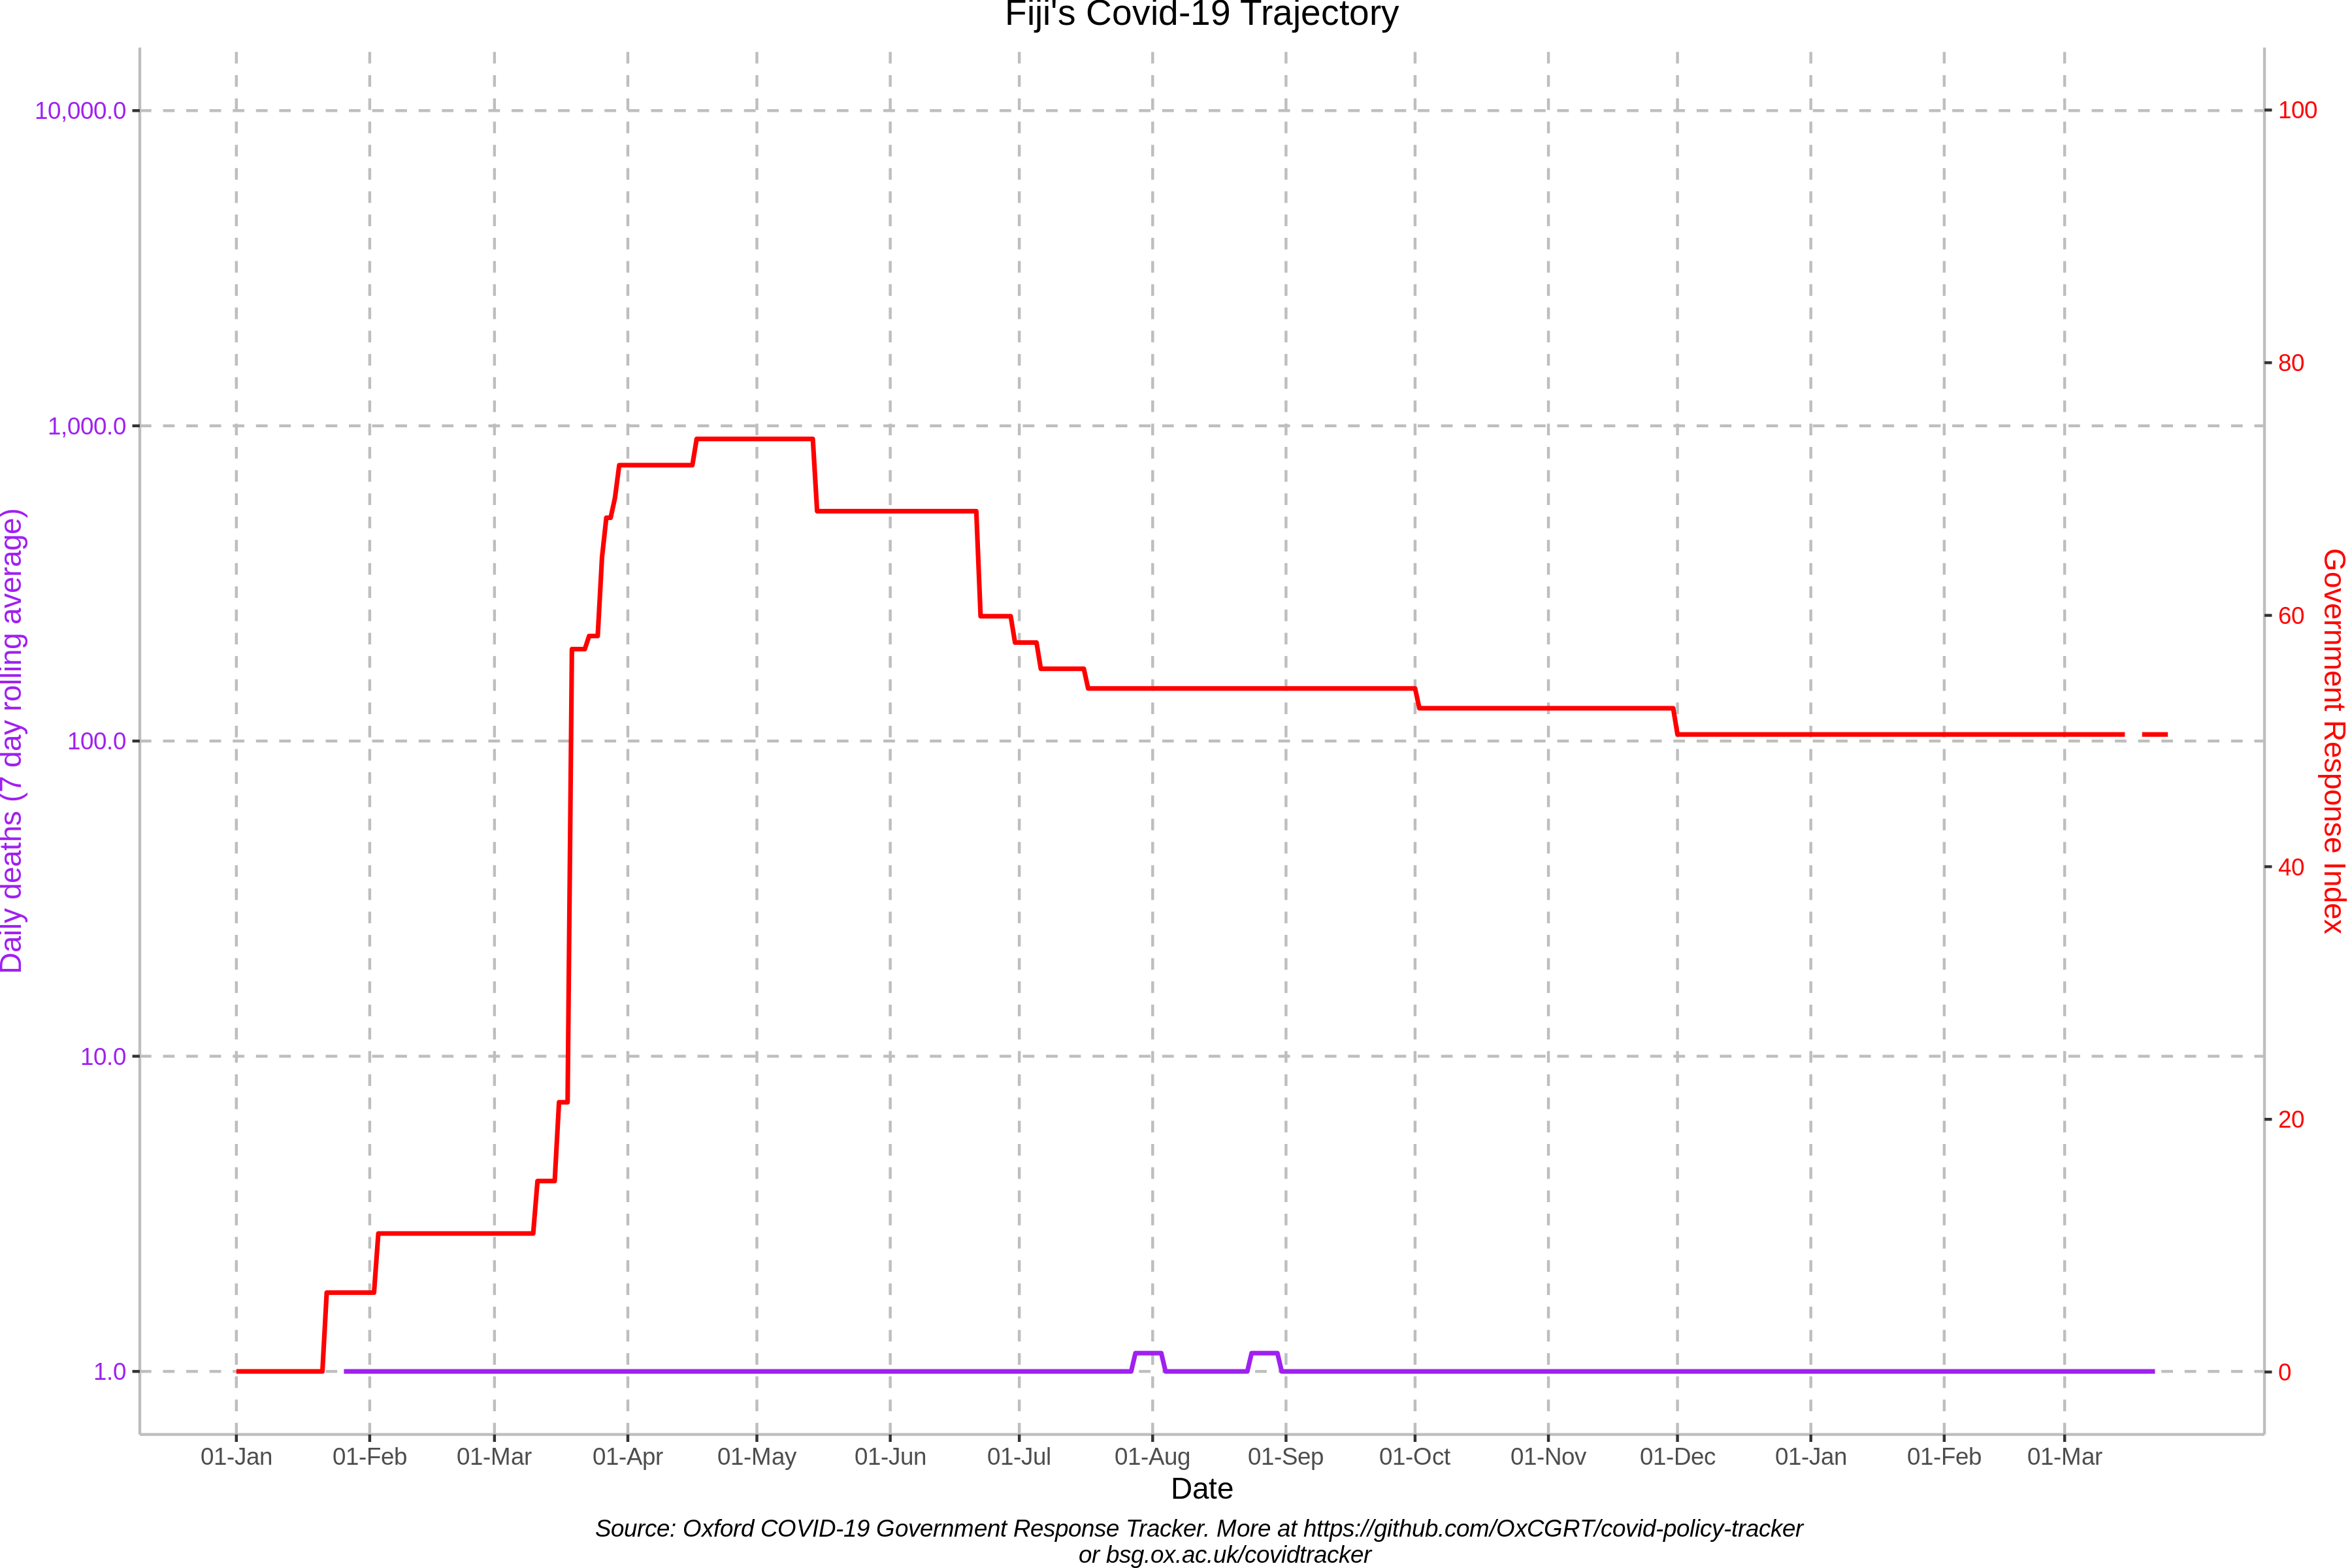 Fiji's Covid-19 Trajectory
10,000.0
1,000.0
100.0
10.0
1.0
Daily deaths (7 day rolling average)
100
80
60
40
20
0
Government Response Index
01-Jan 01-Feb 01-Mar 01-Apr 01-May 01-Jun 01-Jul 01-Aug 01-Sep 01-Oct 01-Nov 01-Dec 01-Jan 01-Feb 01-Mar
Date
Source: Oxford COVID-19 Government Response Tracker. More at https://github.com/OxCGRT/covid-policy-tracker
or bsg.ox.ac.uk/covidtracker